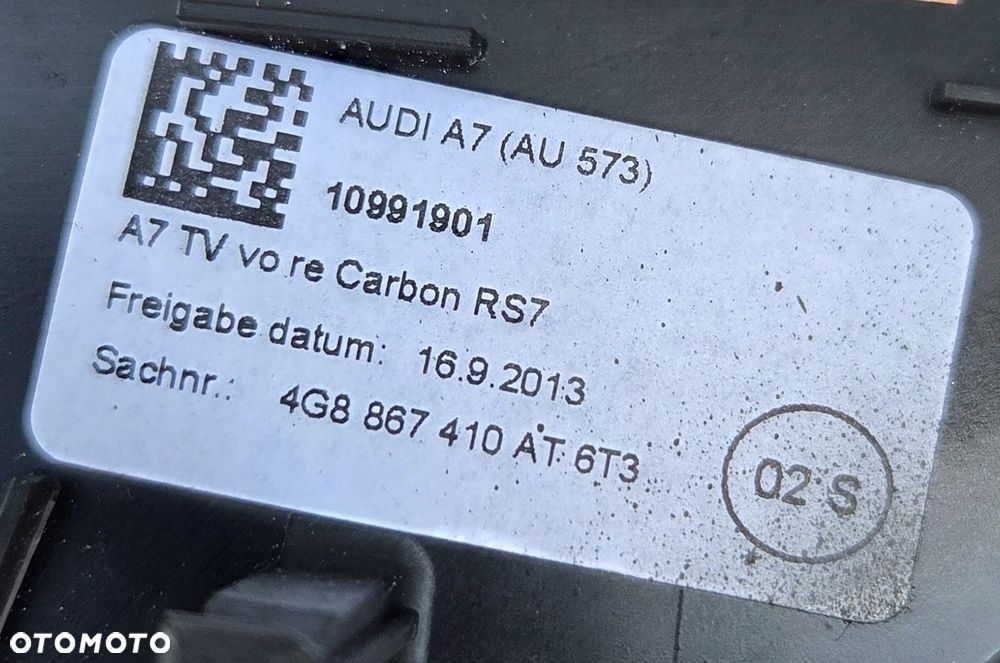 AUDI A7 (AU 573)
10991901
A7 TV vo re Carbon RS7
Freigabe datum: 16.9.2013
Sachnr.: 4G8 867 410 AT 6T3
02 S
OTOMOTO